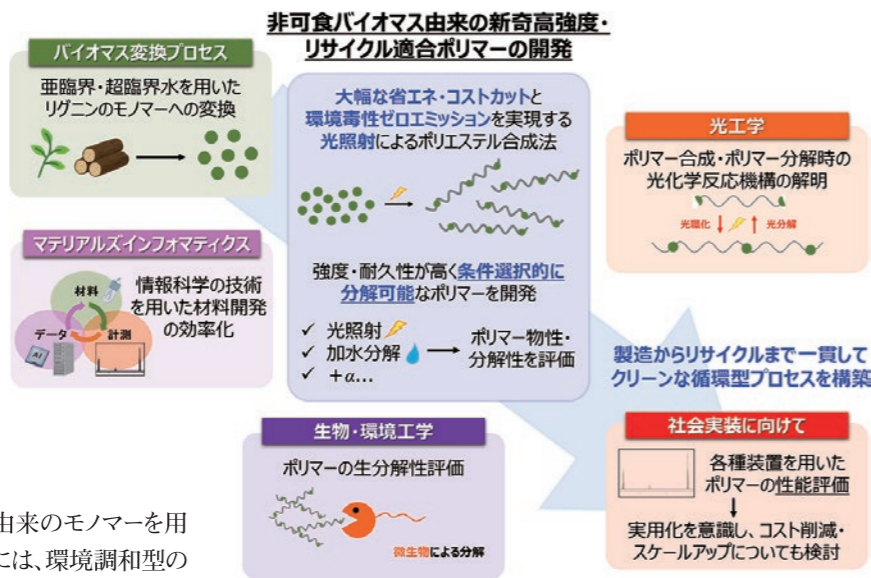 非可食バイオマス由来の新奇高強度・
リサイクル適合ポリマーの開発
バイオマス変換プロセス
亜臨界・超臨界水を用いた
リグニンのモノマーへの変換
大幅な省エネ・コストカットと
環境毒性ゼロエミッションを実現する
光照射によるポリエステル合成法
強度・耐久性が高く条件選択的に
分解可能なポリマーを開発
✓ 光照射
✓ 加水分解
✓ +α…
ポリマー物性・
分解性を評価
光工学
ポリマー合成・ポリマー分解時の
光化学反応機構の解明
光分解
マテリアルズインフォマティクス
材料
データ
計測
AI
情報科学の技術
を用いた材料開発
の効率化
製造からリサイクルまで一貫して
クリーンな循環型プロセスを構築
生物・環境工学
ポリマーの生分解性評価
微生物による分解
社会実装に向けて
各種装置を用いた
ポリマーの性能評価
実用化を意識し、コスト削減・
スケールアップについても検討
由来のモノマーを用
には、環境調和型の